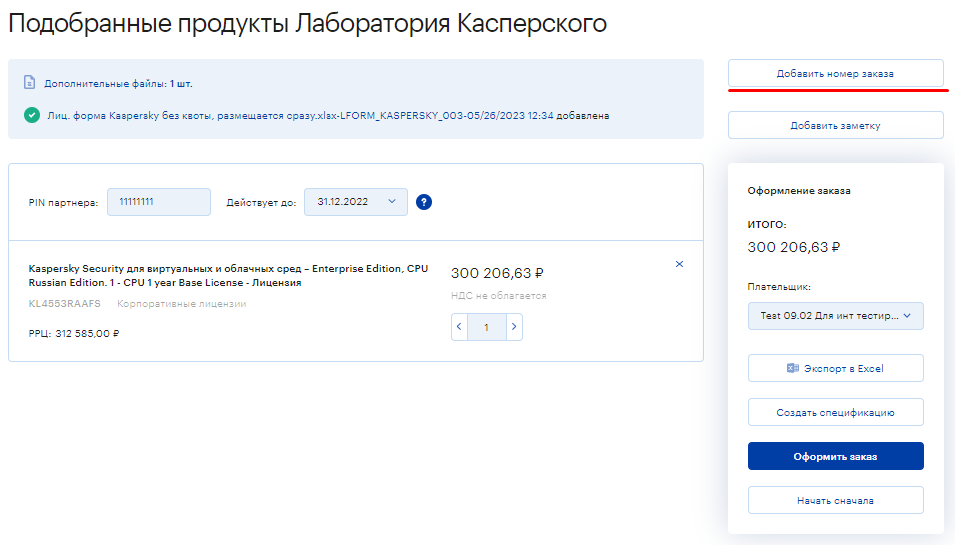 Подобранные продукты Лаборатория Касперского
Дополнительные файлы: 1 шт.
Лиц. форма Kaspersky без квоты, размещается сразу.xlsx-LFORM_KASPERSKY_003-05/26/2023 12:34 добавлена
Добавить номер заказа
Добавить заметку
PIN партнера: 11111111 Действует до: 31.12.2022 ?
Kaspersky Security для виртуальных и облачных сред – Enterprise Edition, CPU
Russian Edition. 1 - CPU 1 year Base License - Лицензия
KL4553RAAFS Корпоративные лицензии
РРЦ: 312 585,00 ₽
300 206,63 ₽
НДС не облагается
1
Оформление заказа
ИТОГО:
300 206,63 ₽
Плательщик:
Test 09.02 Для инт тестир...
Экспорт в Excel
Создать спецификацию
Оформить заказ
Начать сначала